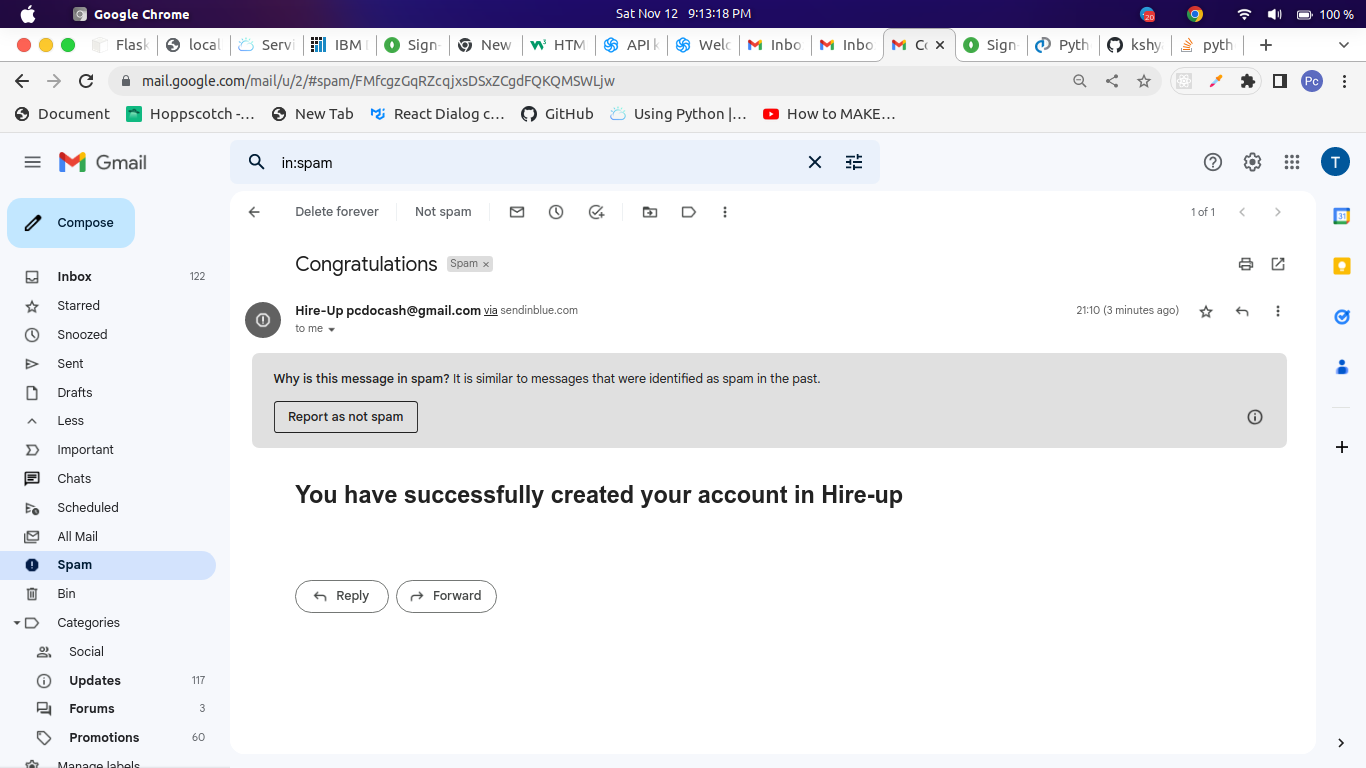 Google Chrome
Sat Nov 12 9:13:18 PM
20
100 %
Flask
local
Servi
IBM
Sign-
New
HTM
API k
Welc
Inbo
Inbo
Co
Sign-
Pyth
kshy
pyth
mail.google.com/mail/u/2/#spam/FMfcgzGqRZcqjxsDSxZCgdFQKQMSWLjw
Pc
Document
Hoppscotch -...
New Tab
React Dialog c...
GitHub
Using Python |...
How to MAKE...
Gmail
in:spam
T
Compose
Delete forever
Not spam
1 of 1
31
Inbox 122
Starred
Snoozed
Sent
Drafts
Less
Important
Chats
Scheduled
All Mail
Spam
Bin
Categories
Social
Updates 117
Forums 3
Promotions 60
Manage labels
Congratulations
Spam ×
Hire-Up pcdocash@gmail.com via sendinblue.com
21:10 (3 minutes ago)
to me
Why is this message in spam? It is similar to messages that were identified as spam in the past.
Report as not spam
You have successfully created your account in Hire-up
Reply
Forward